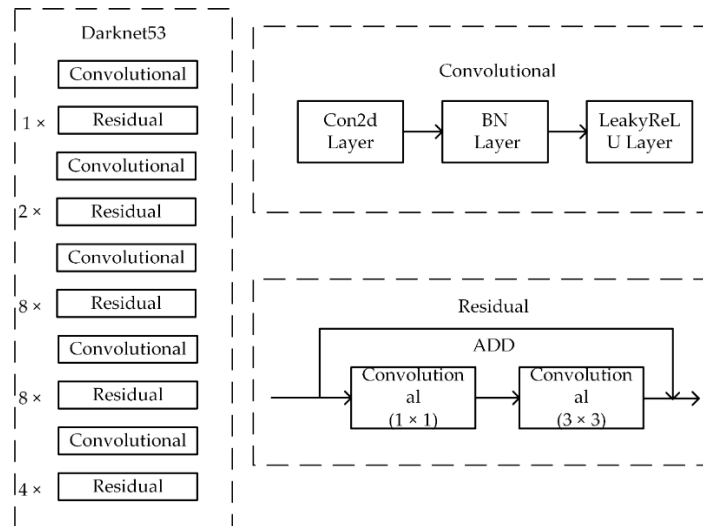 Darknet53
Convolutional
1 × Residual
Convolutional
2 × Residual
Convolutional
8 × Residual
Convolutional
8 × Residual
Convolutional
4 × Residual
Convolutional
Con2d
Layer
BN
Layer
LeakyReL
U Layer
Residual
ADD
Convolution
al
(1 × 1)
Convolution
al
(3 × 3)